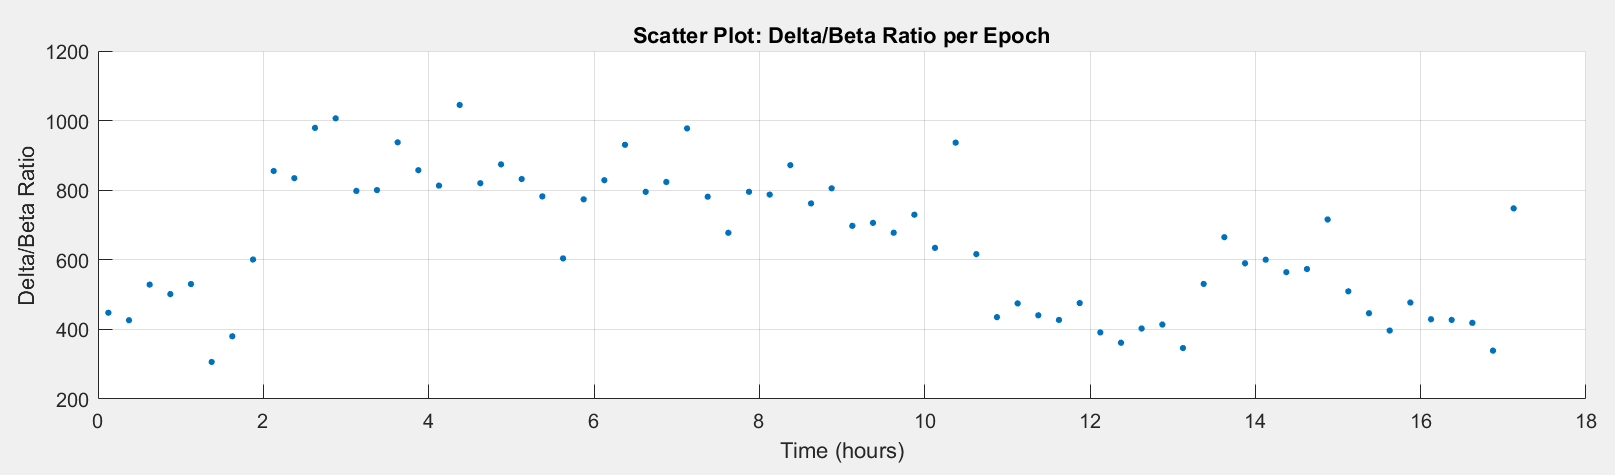 Scatter Plot: Delta/Beta Ratio per Epoch
1200
1000
800
600
400
200
Delta/Beta Ratio
0 2 4 6 8 10 12 14 16 18
Time (hours)